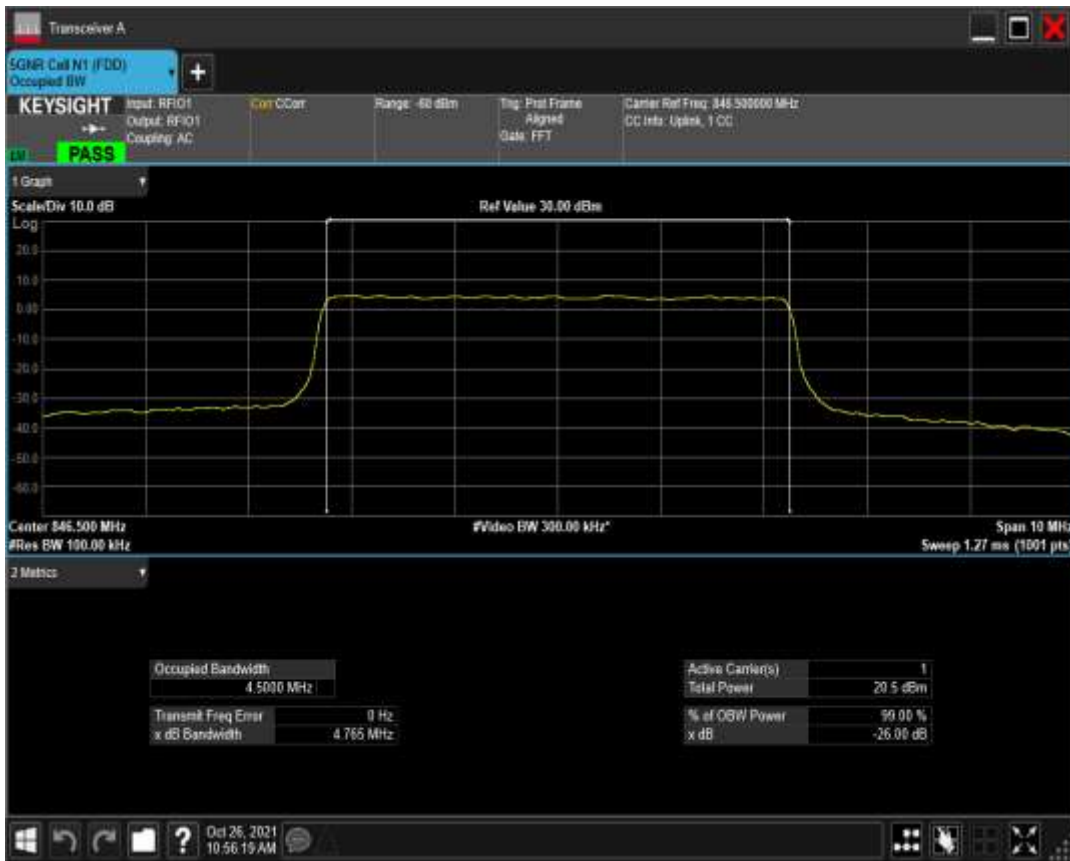 Transceiver A
5GNR Cell N1 (FDD)
Occupied BW
+
KEYSIGHT
Input: RFIO1
Output: RFIO1
Coupling: AC
Corr CCorr
Range: -60 dBm
Trig: Prot Frame
Aligned
Gate: FFT
Carrier Ref Freq: 846.500000 MHz
CC Info: Uplink, 1 CC
PASS
1 Graph
Scale/Div 10.0 dB
Ref Value 30.00 dBm
Log
20.0
10.0
0.00
-10.0
-20.0
-30.0
-40.0
-50.0
-60.0
Center 846.500 MHz
#Video BW 300.00 kHz*
Span 10 MHz
#Res BW 100.00 kHz
Sweep 1.27 ms (1001 pts)
2 Metrics
Occupied Bandwidth
4.5000 MHz
Transmit Freq Error 0 Hz
x dB Bandwidth 4.765 MHz
Active Carrier(s) 1
Total Power 20.5 dBm
% of OBW Power 99.00 %
x dB -26.00 dB
?
Oct 26, 2021
10:56:19 AM